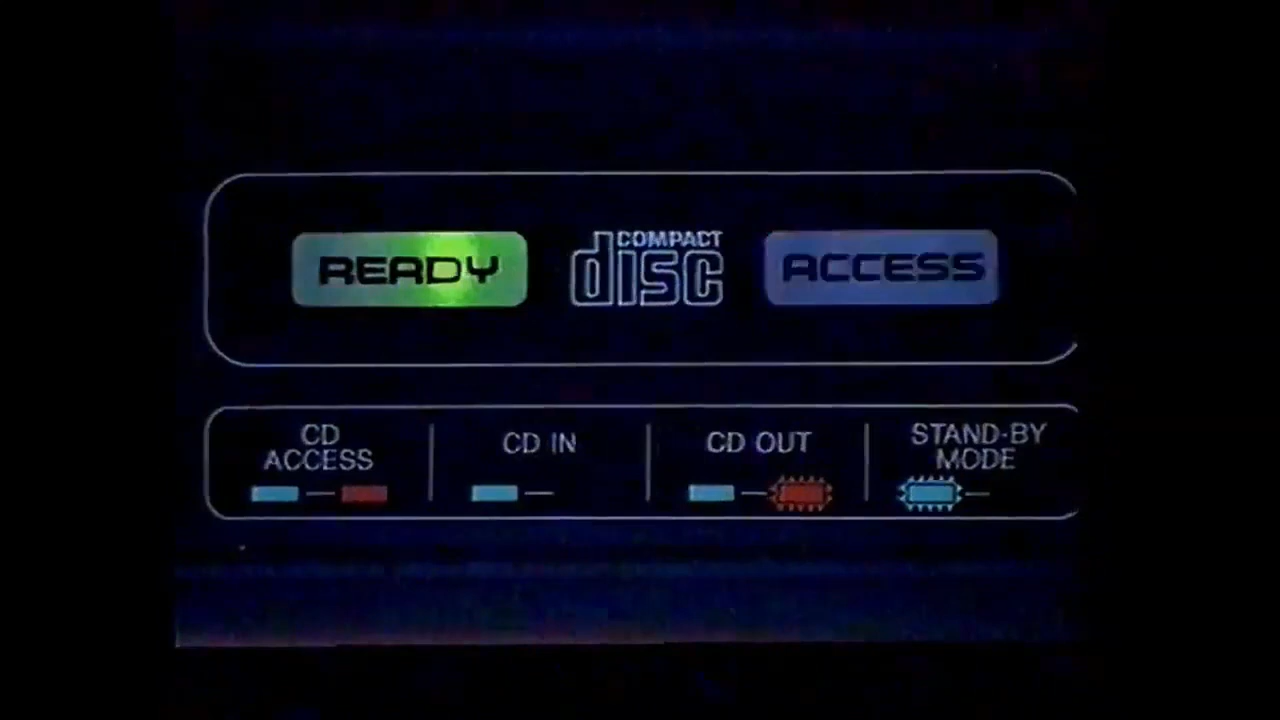 READY
COMPACT
disc
ACCESS
CD
ACCESS
CD IN
CD OUT
STAND-BY
MODE